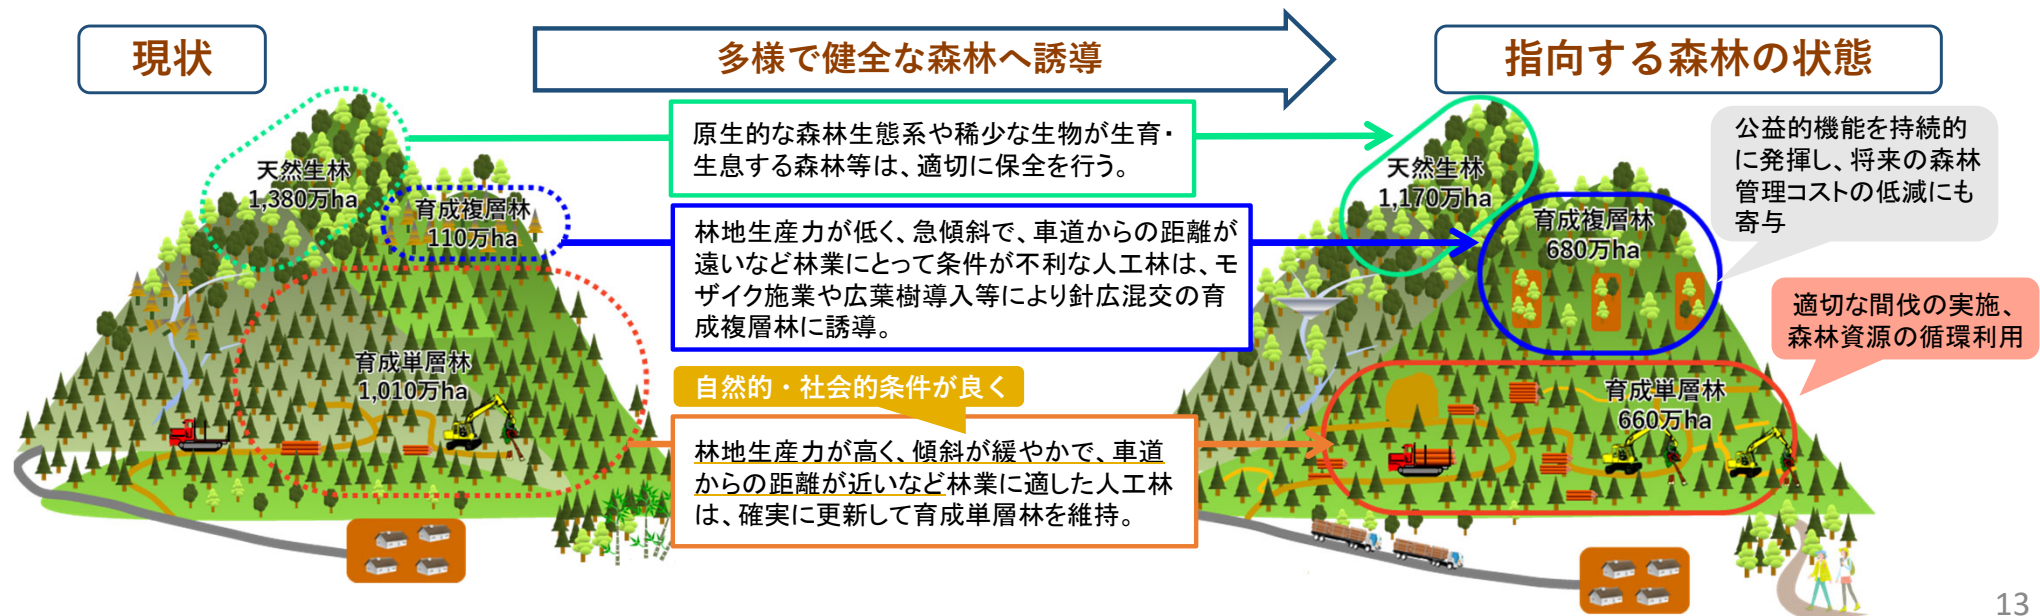 現状
多様で健全な森林へ誘導
指向する森林の状態
天然生林
1,380万ha
育成複層林
110万ha
育成単層林
1,010万ha
原生的な森林生態系や稀少な生物が生育・
生息する森林等は、適切に保全を行う。
林地生産力が低く、急傾斜で、車道からの距離が
遠いなど林業にとって条件が不利な人工林は、モ
ザイク施業や広葉樹導入等により針広混交の育
成複層林に誘導。
自然的・社会的条件が良く
林地生産力が高く、傾斜が緩やかで、車道
からの距離が近いなど林業に適した人工林
は、確実に更新して育成単層林を維持。
天然生林
1,170万ha
育成複層林
680万ha
育成単層林
660万ha
公益的機能を持続的
に発揮し、将来の森林
管理コストの低減にも
寄与
適切な間伐の実施、
森林資源の循環利用
13